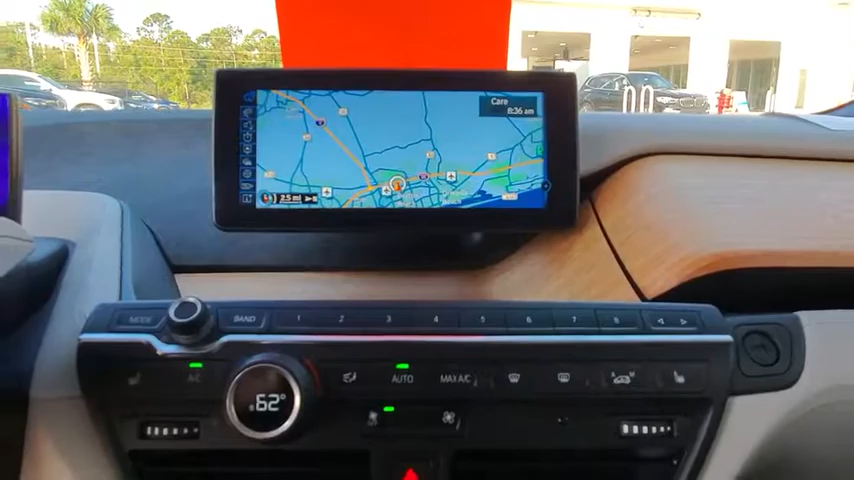 Care
8:36 am
2.5 mi
MODE BAND 1 2 3 4 5 6 7 8
AC AUTO MAX A/C
62°